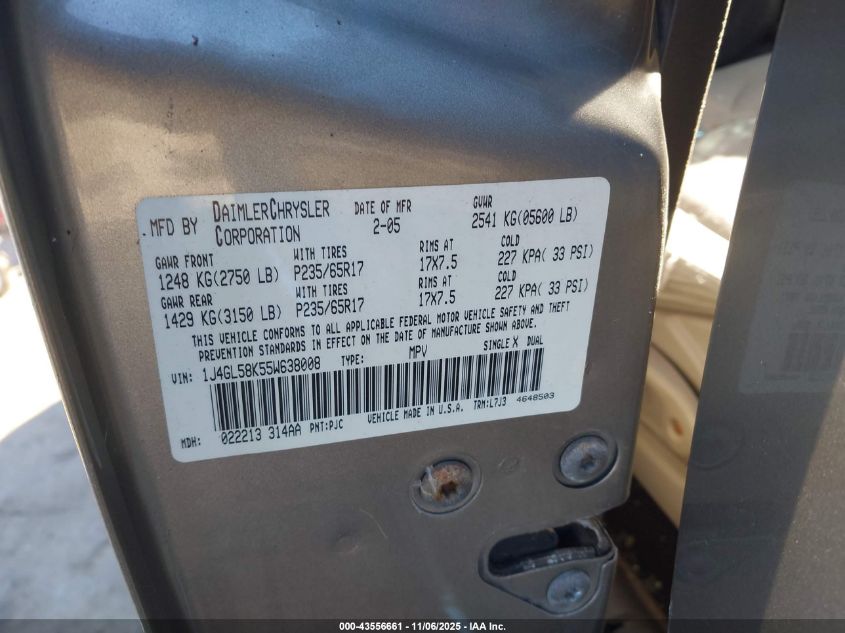 MFD BY DAIMLERCHRYSLER CORPORATION DATE OF MFR 2-05 GVWR 2541 KG(05600 LB)
GAWR FRONT WITH TIRES RIMS AT COLD
1248 KG(2750 LB) P235/65R17 17X7.5 227 KPA( 33 PSI)
GAWR REAR WITH TIRES RIMS AT COLD
1429 KG(3150 LB) P235/65R17 17X7.5 227 KPA( 33 PSI)
THIS VEHICLE CONFORMS TO ALL APPLICABLE FEDERAL MOTOR VEHICLE SAFETY AND THEFT
PREVENTION STANDARDS IN EFFECT ON THE DATE OF MANUFACTURE SHOWN ABOVE.
VIN: 1J4GL58K55W638008 TYPE: MPV SINGLE X DUAL
MDH: 022213 314AA PNT:PJC VEHICLE MADE IN U.S.A. TRM:L7J3 4648503
000-43556661 - 11/06/2025 - IAA Inc.